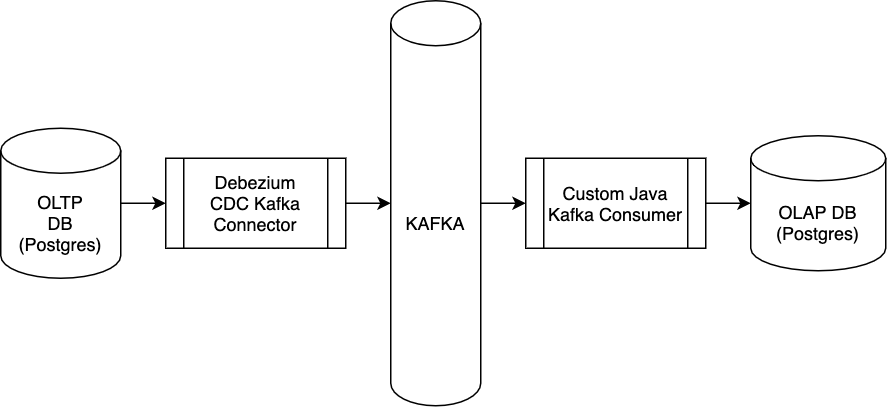 OLTP
DB
(Postgres)
Debezium
CDC Kafka
Connector
KAFKA
Custom Java
Kafka Consumer
OLAP DB
(Postgres)